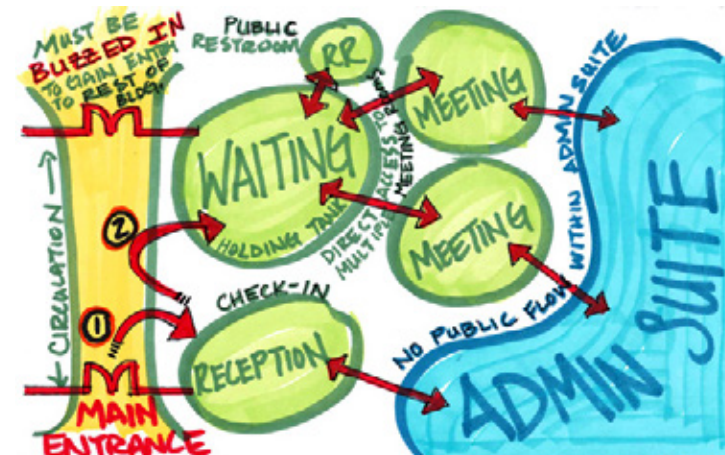 MUST BE
BUZZED IN
TO GAIN ENTRY
TO REST OF
BLDG.
PUBLIC
RESTROOM
RR
MEETING
WAITING
HOLDING TANK
DIRECT ACCESS TO
MULTIPLE MEETING ROOMS
MEETING
CIRCULATION
2
1
CHECK-IN
RECEPTION
NO PUBLIC FLOW WITHIN ADMIN SUITE
ADMIN
SUITE
MAIN
ENTRANCE